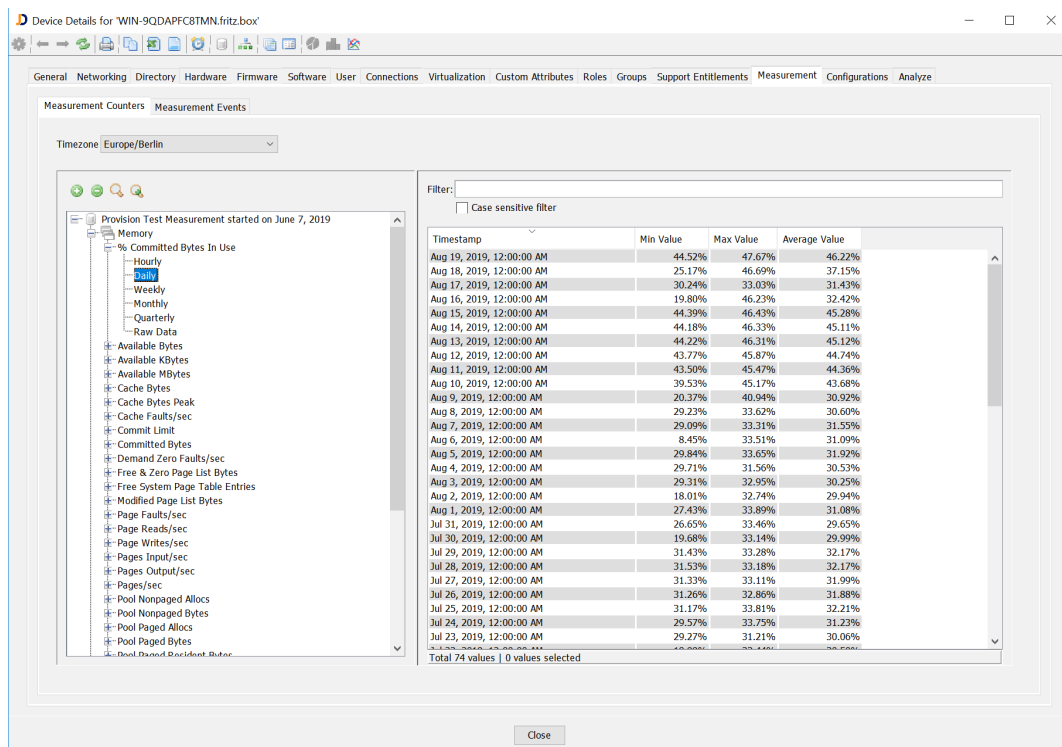 Device Details for 'WIN-9QDAPFC8TMN.fritz.box'
General Networking Directory Hardware Firmware Software User Connections Virtualization Custom Attributes Roles Groups Support Entitlements Measurement Configurations Analyze
Measurement Counters Measurement Events
Timezone Europe/Berlin
Provision Test Measurement started on June 7, 2019
Memory
% Committed Bytes In Use
Hourly
Daily
Weekly
Monthly
Quarterly
Raw Data
Available Bytes
Available KBytes
Available MBytes
Cache Bytes
Cache Bytes Peak
Cache Faults/sec
Commit Limit
Committed Bytes
Demand Zero Faults/sec
Free & Zero Page List Bytes
Free System Page Table Entries
Modified Page List Bytes
Page Faults/sec
Page Reads/sec
Page Writes/sec
Pages Input/sec
Pages Output/sec
Pages/sec
Pool Nonpaged Allocs
Pool Nonpaged Bytes
Pool Paged Allocs
Pool Paged Bytes
Pool Paged Resident Bytes
Filter:
Case sensitive filter
Timestamp Min Value Max Value Average Value
Aug 19, 2019, 12:00:00 AM 44.52% 47.67% 46.22%
Aug 18, 2019, 12:00:00 AM 25.17% 46.69% 37.15%
Aug 17, 2019, 12:00:00 AM 30.24% 33.03% 31.43%
Aug 16, 2019, 12:00:00 AM 19.80% 46.23% 32.42%
Aug 15, 2019, 12:00:00 AM 44.39% 46.43% 45.28%
Aug 14, 2019, 12:00:00 AM 44.18% 46.33% 45.11%
Aug 13, 2019, 12:00:00 AM 44.22% 46.31% 45.12%
Aug 12, 2019, 12:00:00 AM 43.77% 45.87% 44.74%
Aug 11, 2019, 12:00:00 AM 43.50% 45.47% 44.36%
Aug 10, 2019, 12:00:00 AM 39.53% 45.17% 43.68%
Aug 9, 2019, 12:00:00 AM 20.37% 40.94% 30.92%
Aug 8, 2019, 12:00:00 AM 29.23% 33.62% 30.60%
Aug 7, 2019, 12:00:00 AM 29.09% 33.31% 31.55%
Aug 6, 2019, 12:00:00 AM 8.45% 33.51% 31.09%
Aug 5, 2019, 12:00:00 AM 29.84% 33.65% 31.92%
Aug 4, 2019, 12:00:00 AM 29.71% 31.56% 30.53%
Aug 3, 2019, 12:00:00 AM 29.31% 32.95% 30.25%
Aug 2, 2019, 12:00:00 AM 18.01% 32.74% 29.94%
Aug 1, 2019, 12:00:00 AM 27.43% 33.89% 31.08%
Jul 31, 2019, 12:00:00 AM 26.65% 33.46% 29.65%
Jul 30, 2019, 12:00:00 AM 19.68% 33.14% 29.99%
Jul 29, 2019, 12:00:00 AM 31.43% 33.28% 32.17%
Jul 28, 2019, 12:00:00 AM 31.53% 33.18% 32.17%
Jul 27, 2019, 12:00:00 AM 31.33% 33.11% 31.99%
Jul 26, 2019, 12:00:00 AM 31.26% 32.86% 31.88%
Jul 25, 2019, 12:00:00 AM 31.17% 33.81% 32.21%
Jul 24, 2019, 12:00:00 AM 29.57% 33.75% 31.23%
Jul 23, 2019, 12:00:00 AM 29.27% 31.21% 30.06%
Total 74 values | 0 values selected
Close